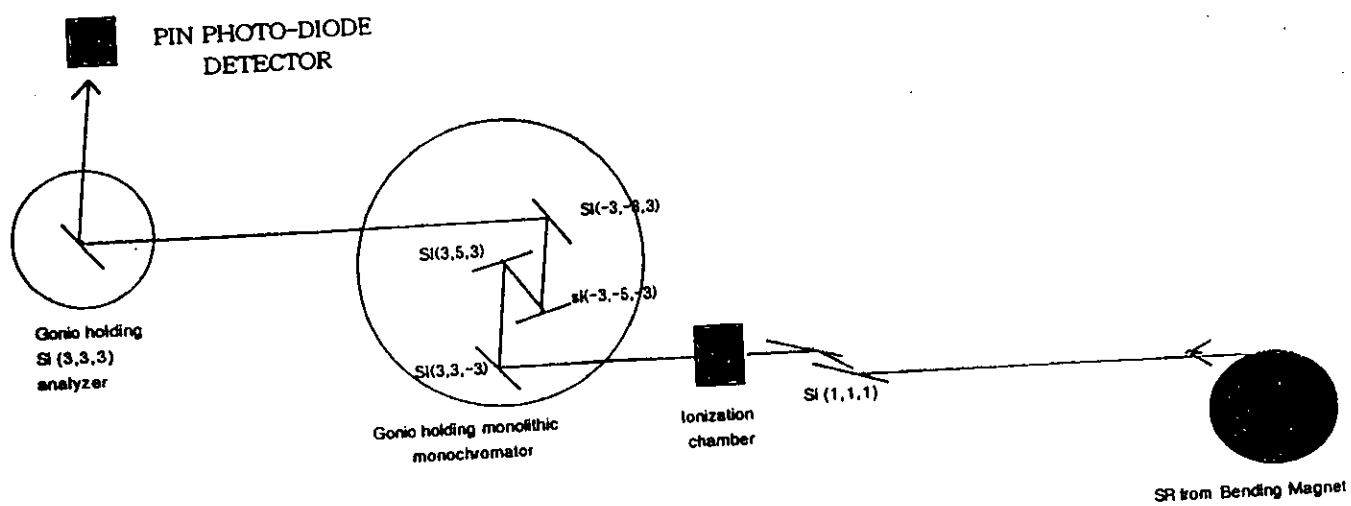 PIN PHOTO-DIODE
DETECTOR
Si(-3,-3,3)
Si(3,5,3)
sK-3,-5,-3)
Gonio holding
Si (3,3,3)
analyzer
Si(3,3,-3)
Si (1,1,1)
Ionization
chamber
Gonio holding monolithic
monochromator
SR from Bending Magnet